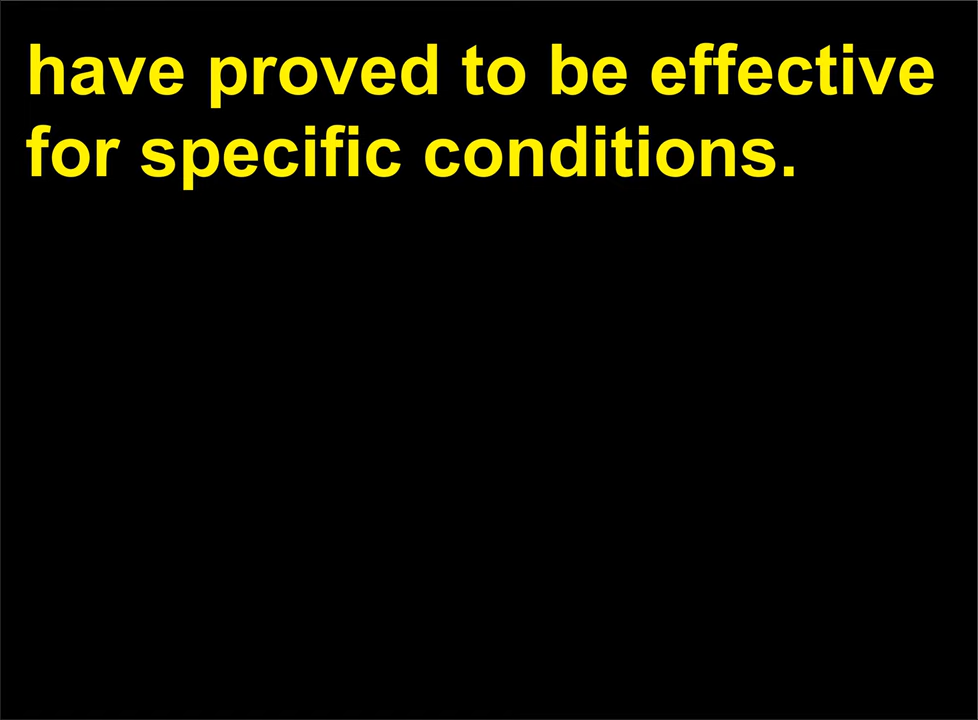 have proved to be effective
for specific conditions.